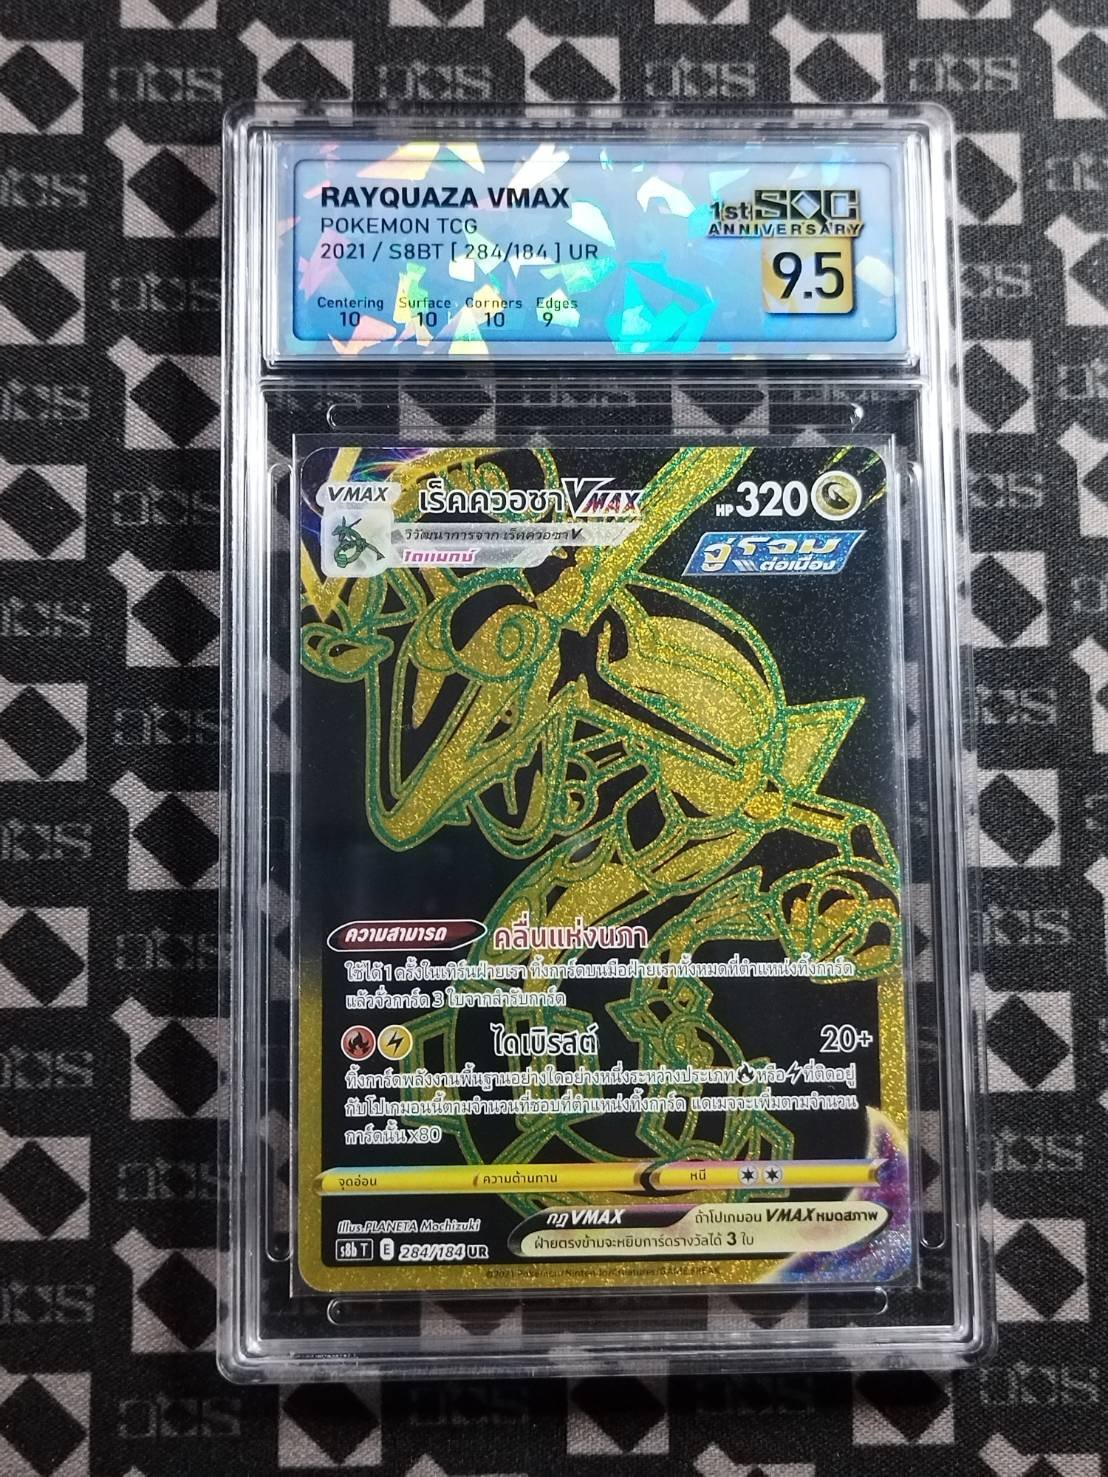 RAYQUAZA VMAX
POKEMON TCG
2021 / S8BT [ 284/184 ] UR
Centering Surface Corners Edges
10 10 10 9
1st SQC
ANNIVERSARY
9.5
VMAX เร็คควอซาVMAX HP320
วิวัฒนาการจาก เร็คควอซาV
ไดแมกซ์
จู่โจม
ต่อเนื่อง
ความสามารถ คลื่นแห่งนภา
ใช้ได้ 1 ครั้งในเทิร์นฝ่ายเรา ทิ้งการ์ดบนมือฝ่ายเราทั้งหมดที่ตำแหน่งทิ้งการ์ด
แล้วจั่วการ์ด 3 ใบจากสำรับการ์ด
ไดเบิรสต์ 20+
ทิ้งการ์ดพลังงานพื้นฐานอย่างใดอย่างหนึ่งระหว่างประเภท หรือ ที่ติดอยู่
กับโปเกมอนนี้ตามจำนวนที่ชอบที่ตำแหน่งทิ้งการ์ด แดเมจจะเพิ่มตามจำนวน
การ์ดนั้น x80
จุดอ่อน ความต้านทาน หนี
Illus.PLANETA Mochizuki
กฎVMAX ถ้าโปเกมอนVMAXหมดสภาพ
ฝ่ายตรงข้ามจะหยิบการ์ดรางวัลได้ 3 ใบ
s8b T E 284/184 UR
©2021 Pokémon/Nintendo/Creatures/GAME FREAK